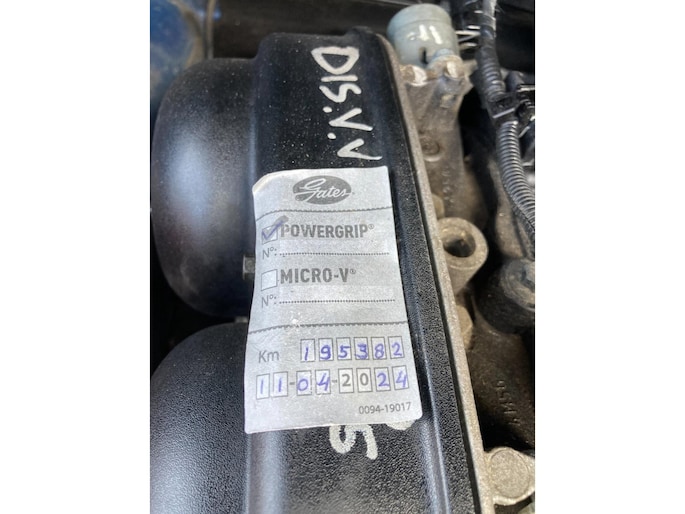 DIS.V.V
Gates
POWERGRIP®
N°:
MICRO-V®
N°:
Km 195382
11-04-2024
0094-19017